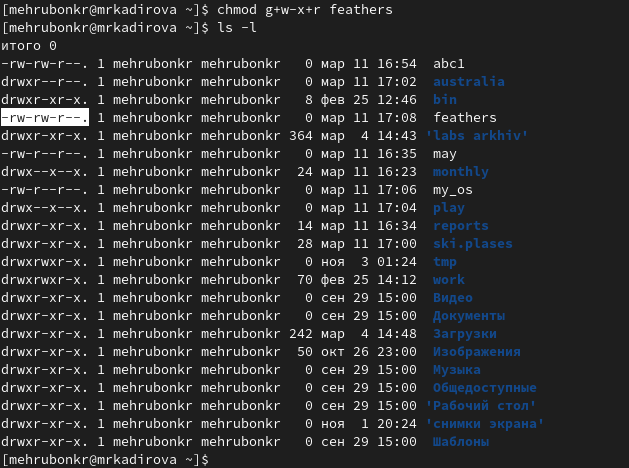 [mehrubonkr@mrkadirova ~]$ chmod g+w-x+r feathers
[mehrubonkr@mrkadirova ~]$ ls -l
итого 0
-rw-rw-r--. 1 mehrubonkr mehrubonkr   0 мар 11 16:54  abc1
drwxr--r--. 1 mehrubonkr mehrubonkr   0 мар 11 17:02  australia
drwxr-xr-x. 1 mehrubonkr mehrubonkr   8 фев 25 12:46  bin
-rw-rw-r--. 1 mehrubonkr mehrubonkr   0 мар 11 17:08  feathers
drwxr-xr-x. 1 mehrubonkr mehrubonkr 364 мар  4 14:43 'labs arkhiv'
-rw-r--r--. 1 mehrubonkr mehrubonkr   0 мар 11 16:35  may
drwx--x--x. 1 mehrubonkr mehrubonkr  24 мар 11 16:23  monthly
-rw-r--r--. 1 mehrubonkr mehrubonkr   0 мар 11 17:06  my_os
drwx--x--x. 1 mehrubonkr mehrubonkr   0 мар 11 17:04  play
drwxr-xr-x. 1 mehrubonkr mehrubonkr  14 мар 11 16:34  reports
drwxr-xr-x. 1 mehrubonkr mehrubonkr  28 мар 11 17:00  ski.plases
drwxrwxr-x. 1 mehrubonkr mehrubonkr   0 ноя  3 01:24  tmp
drwxrwxr-x. 1 mehrubonkr mehrubonkr  70 фев 25 14:12  work
drwxr-xr-x. 1 mehrubonkr mehrubonkr   0 сен 29 15:00  Видео
drwxr-xr-x. 1 mehrubonkr mehrubonkr   0 сен 29 15:00  Документы
drwxr-xr-x. 1 mehrubonkr mehrubonkr 242 мар  4 14:48  Загрузки
drwxr-xr-x. 1 mehrubonkr mehrubonkr  50 окт 26 23:00  Изображения
drwxr-xr-x. 1 mehrubonkr mehrubonkr   0 сен 29 15:00  Музыка
drwxr-xr-x. 1 mehrubonkr mehrubonkr   0 сен 29 15:00  Общедоступные
drwxr-xr-x. 1 mehrubonkr mehrubonkr   0 сен 29 15:00 'Рабочий стол'
drwxr-xr-x. 1 mehrubonkr mehrubonkr   0 ноя  1 20:24 'снимки экрана'
drwxr-xr-x. 1 mehrubonkr mehrubonkr   0 сен 29 15:00  Шаблоны
[mehrubonkr@mrkadirova ~]$